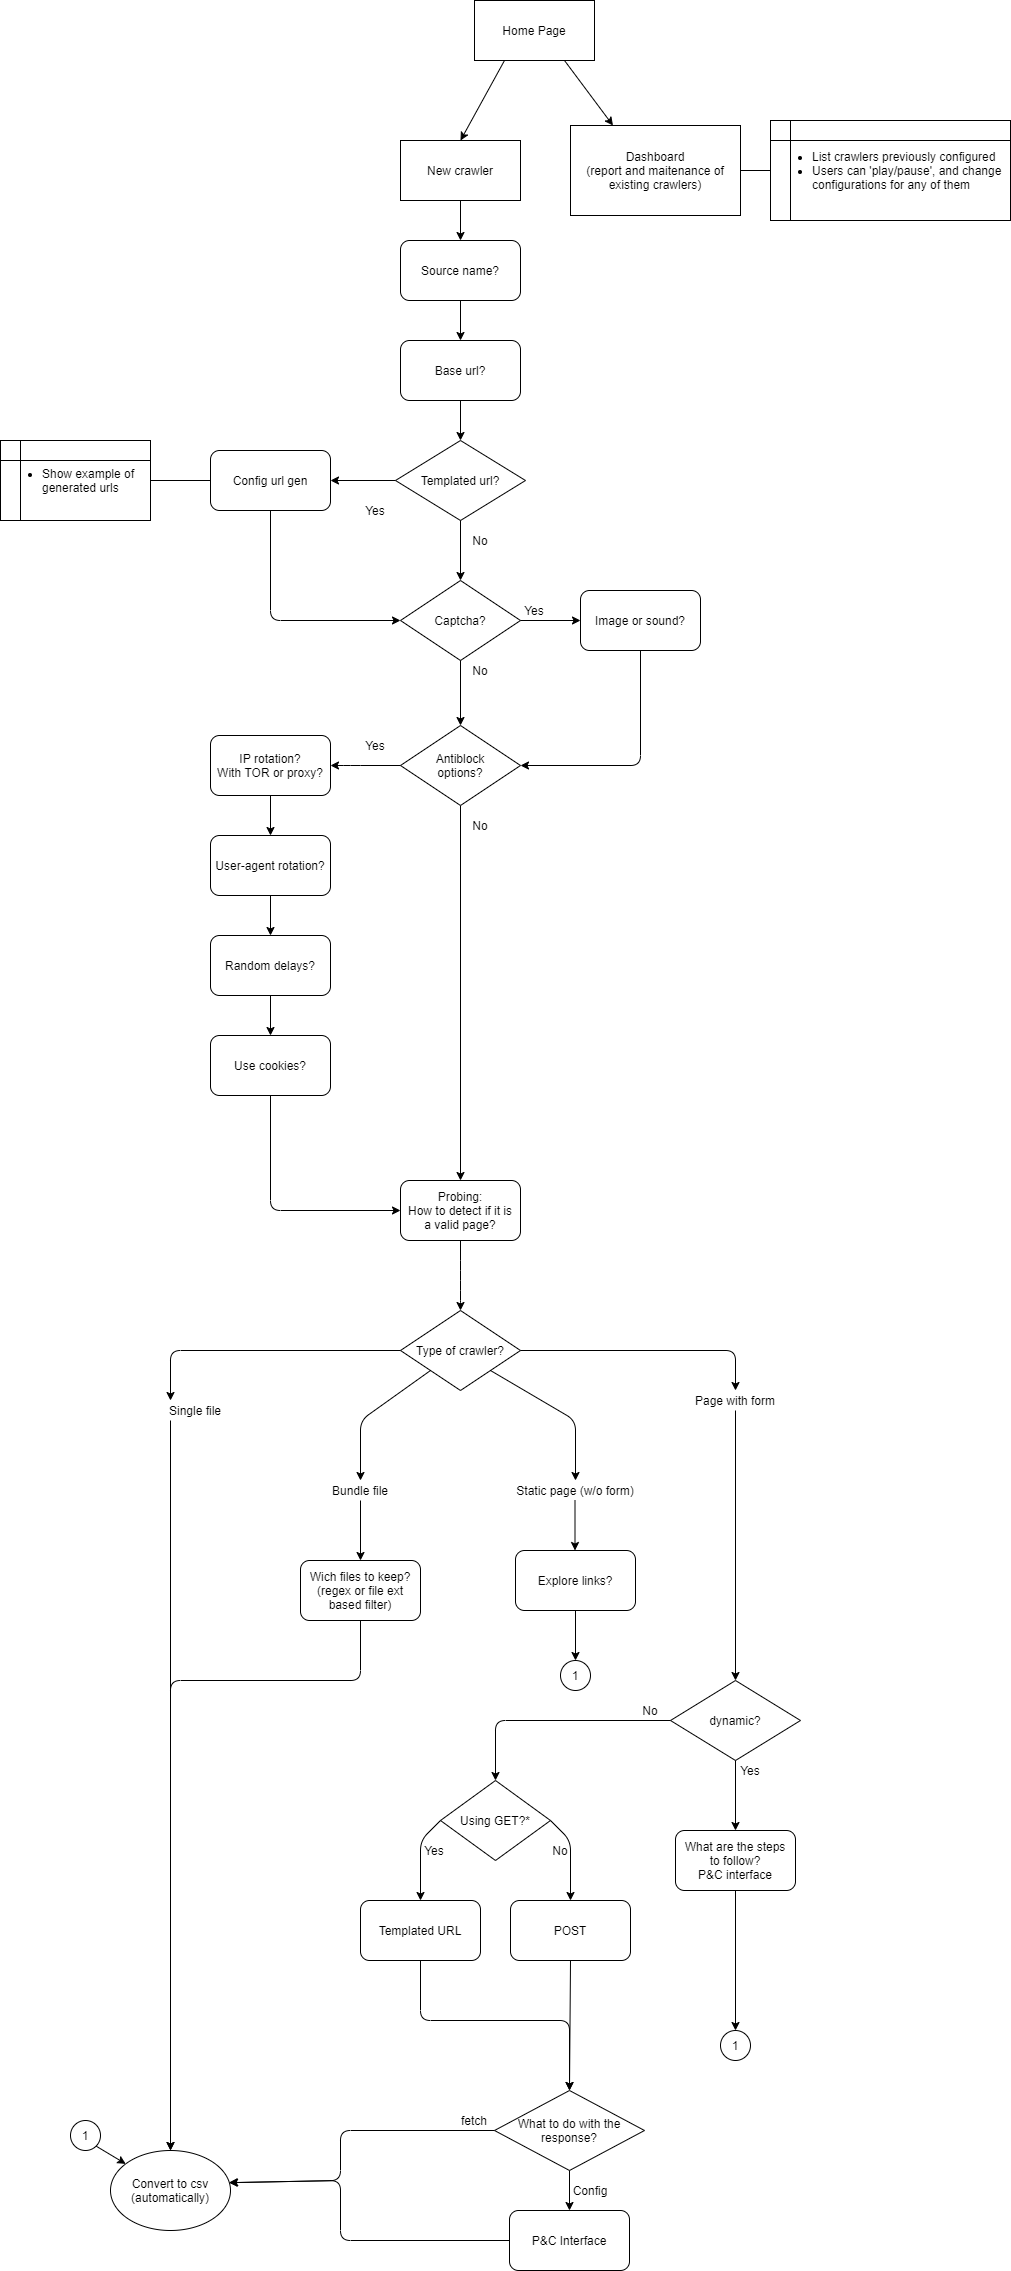 Home Page
New crawler
Dashboard
(report and maitenance of
existing crawlers)
List crawlers previously configured
Users can 'play/pause', and change
configurations for any of them
Source name?
Base url?
Show example of
generated urls
Config url gen
Templated url?
Yes
No
Captcha?
Yes
Image or sound?
No
IP rotation?
With TOR or proxy?
Yes
Antiblock
options?
No
User-agent rotation?
Random delays?
Use cookies?
Probing:
How to detect if it is
a valid page?
Type of crawler?
Single file
Page with form
Bundle file
Static page (w/o form)
Wich files to keep?
(regex or file ext
based filter)
Explore links?
1
No
dynamic?
Yes
Using GET?*
Yes
No
What are the steps
to follow?
P&C interface
Templated URL
POST
1
fetch
What to do with the
response?
1
Convert to csv
(automatically)
Config
P&C Interface